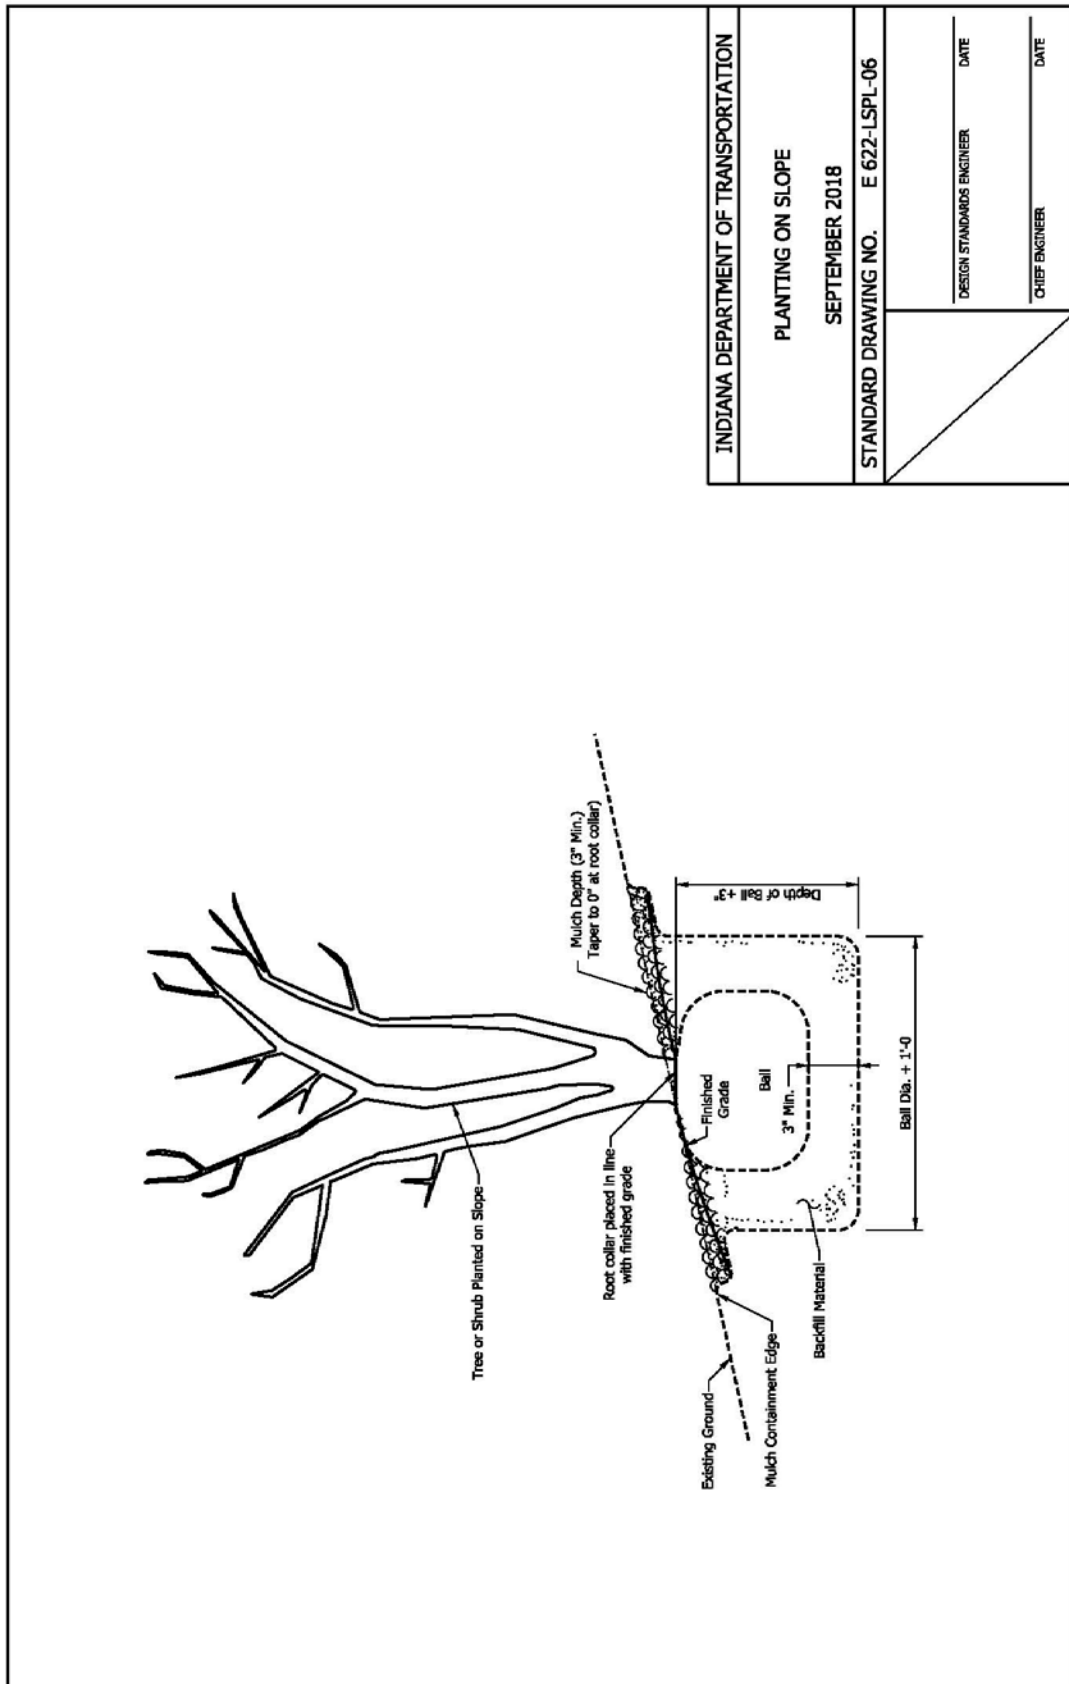 Tree or Shrub Planted on Slope
Mulch Depth (3" Min.)
Taper to 0" at root collar)
Root collar placed in line
with finished grade
Existing Ground
Mulch Containment Edge
Finished
Grade
Ball
3" Min.
Backfill Material
Depth of Ball +3"
Ball Dia. + 1'-0
INDIANA DEPARTMENT OF TRANSPORTATION
PLANTING ON SLOPE
SEPTEMBER 2018
STANDARD DRAWING NO. E 622-LSPL-06
DESIGN STANDARDS ENGINEER DATE
CHIEF ENGINEER DATE